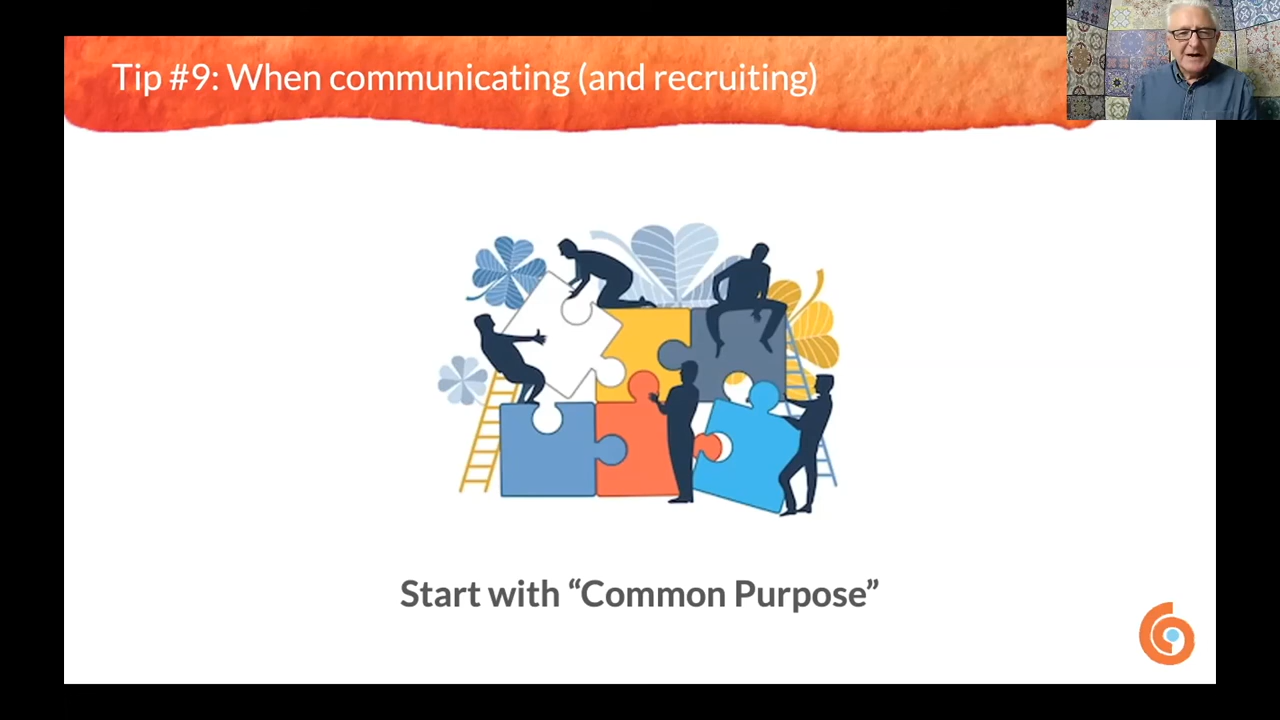 Tip #9: When communicating (and recruiting)
Start with “Common Purpose”